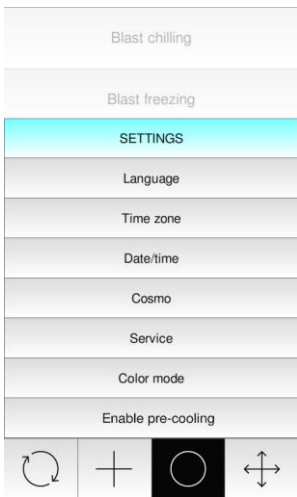 Blast chilling
Blast freezing
SETTINGS
Language
Time zone
Date/time
Cosmo
Service
Color mode
Enable pre-cooling